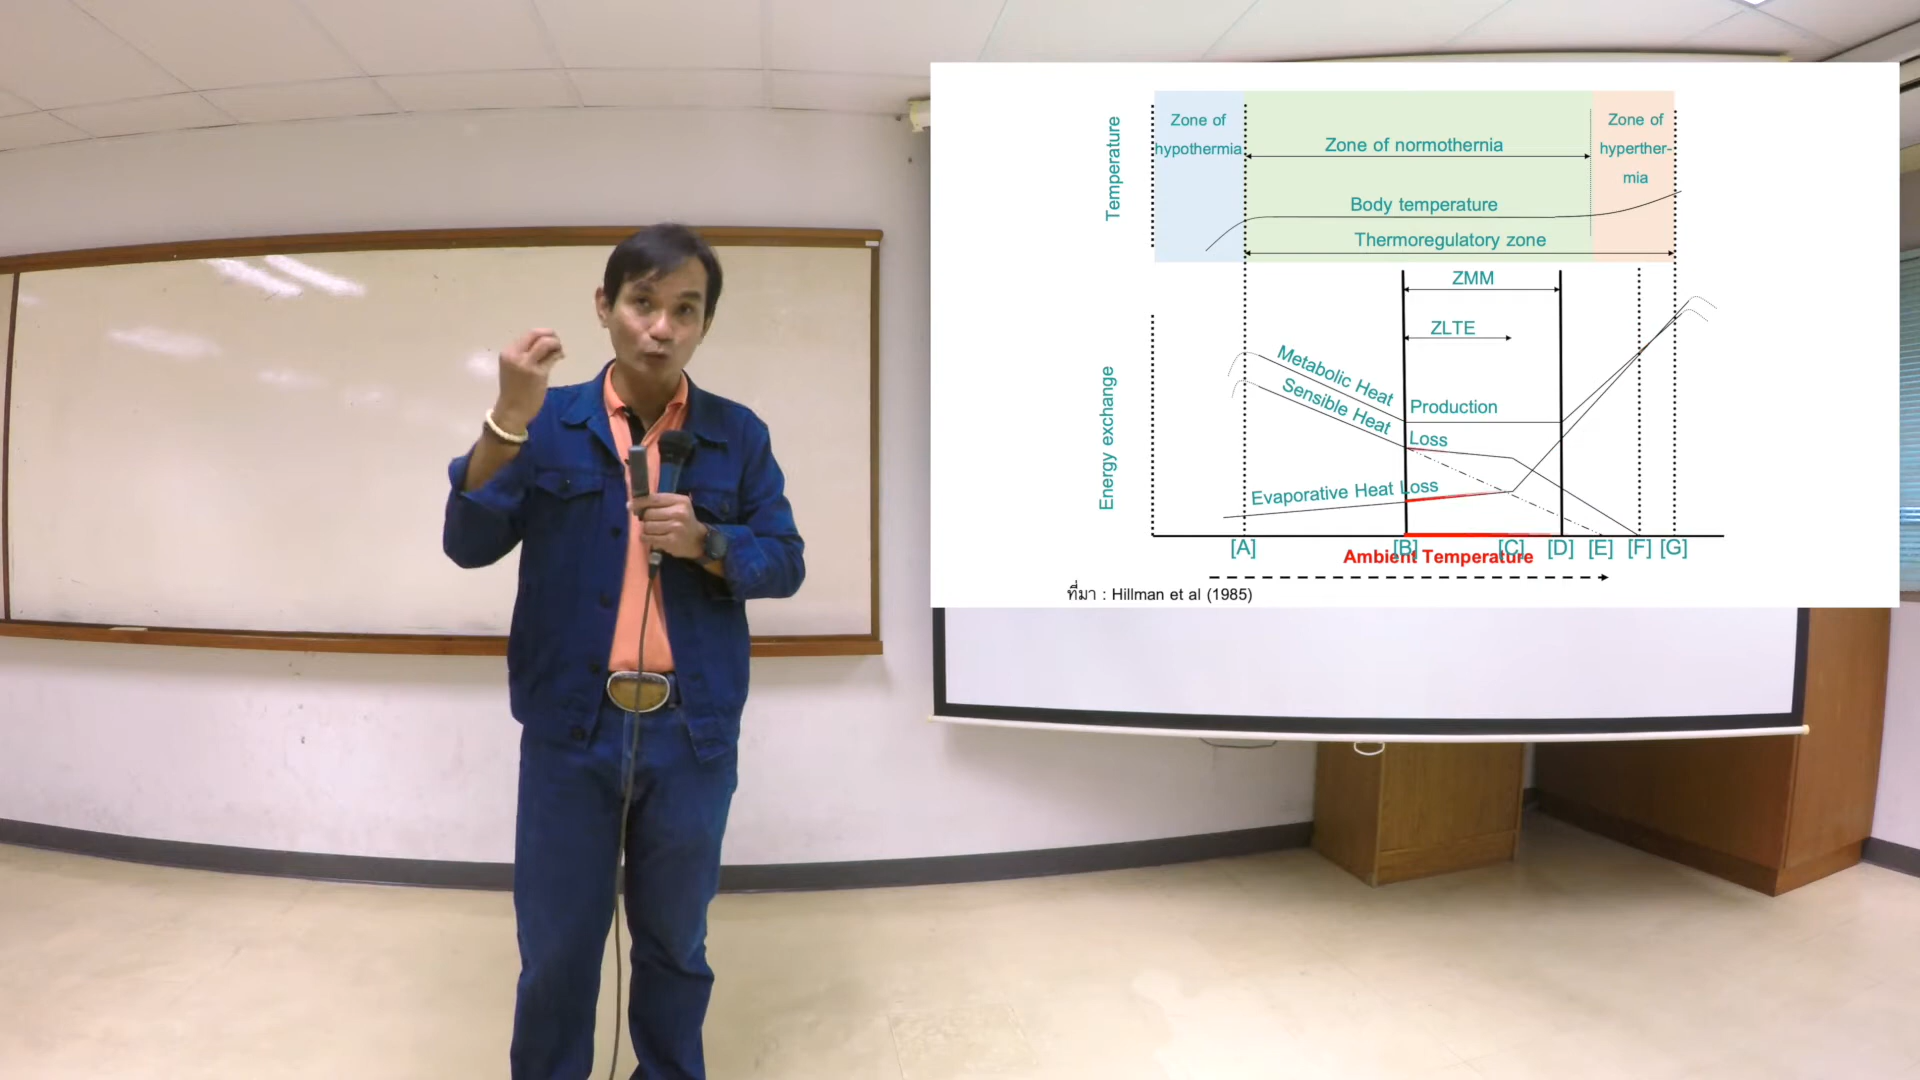 Temperature
Zone of
hypothermia
Zone of normothernia
Zone of
hyperther-
mia
Body temperature
Thermoregulatory zone
ZMM
ZLTE
Energy exchange
Metabolic Heat Production
Sensible Heat Loss
Evaporative Heat Loss
[A] [B] [C] [D] [E] [F] [G]
Ambient Temperature
ที่มา : Hillman et al (1985)